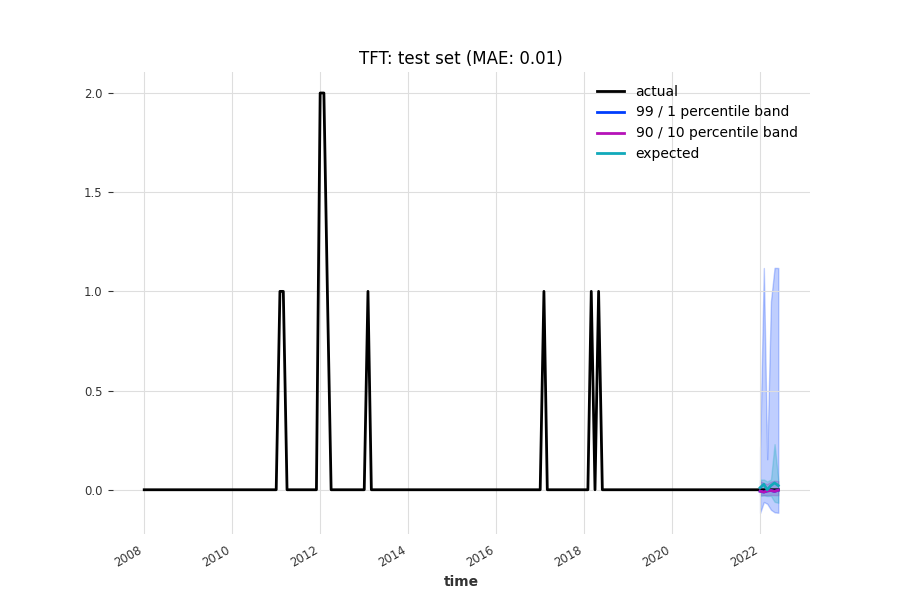 TFT: test set (MAE: 0.01)
actual
99 / 1 percentile band
90 / 10 percentile band
expected
2.0
1.5
1.0
0.5
0.0
2008
2010
2012
2014
2016
2018
2020
2022
time